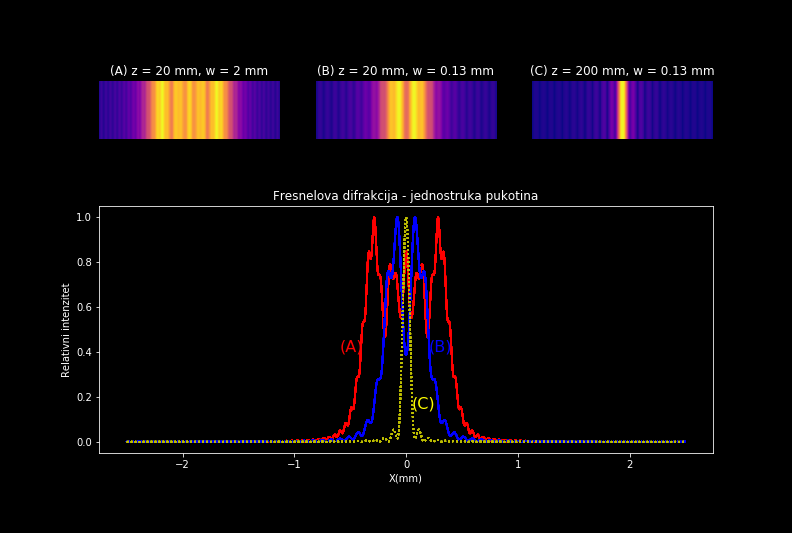 (A) z = 20 mm, w = 2 mm
(B) z = 20 mm, w = 0.13 mm
(C) z = 200 mm, w = 0.13 mm
Fresnelova difrakcija - jednostruka pukotina
1.0
0.8
0.6
0.4
0.2
0.0
Relativni intenzitet
(A)
(B)
(C)
−2
−1
0
1
2
X(mm)